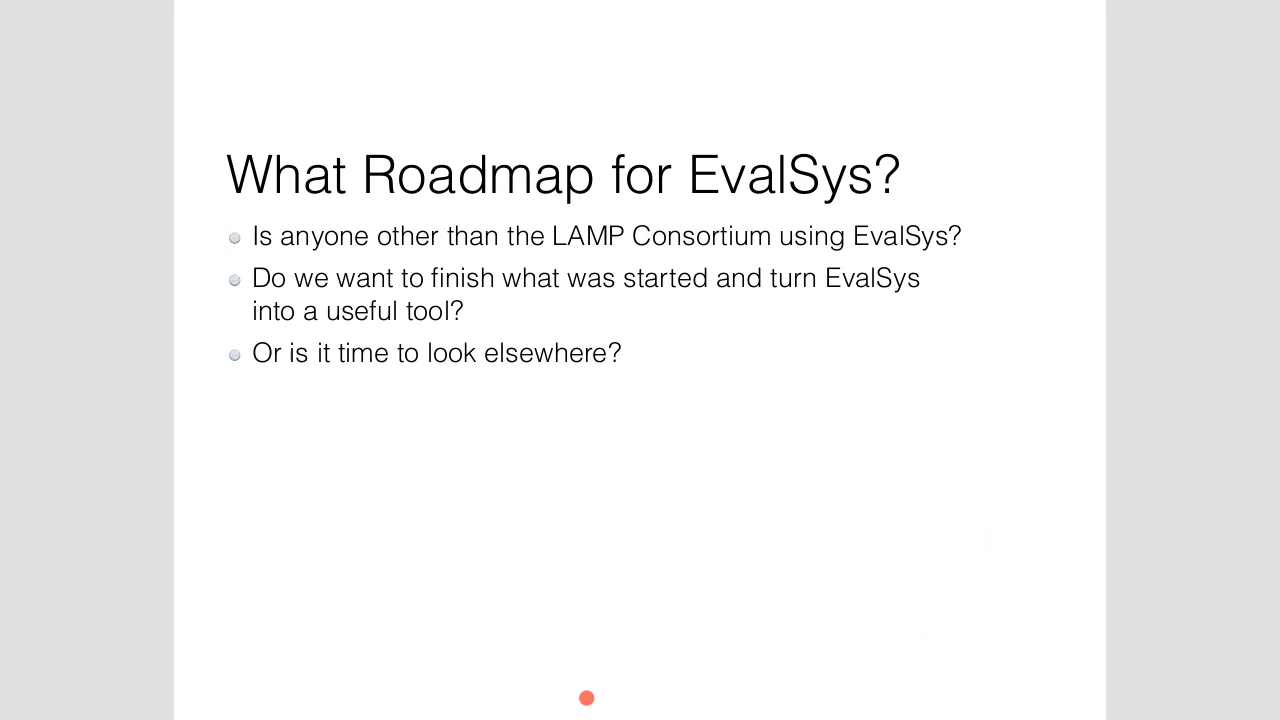 What Roadmap for EvalSys?
Is anyone other than the LAMP Consortium using EvalSys?
Do we want to finish what was started and turn EvalSys
into a useful tool?
Or is it time to look elsewhere?